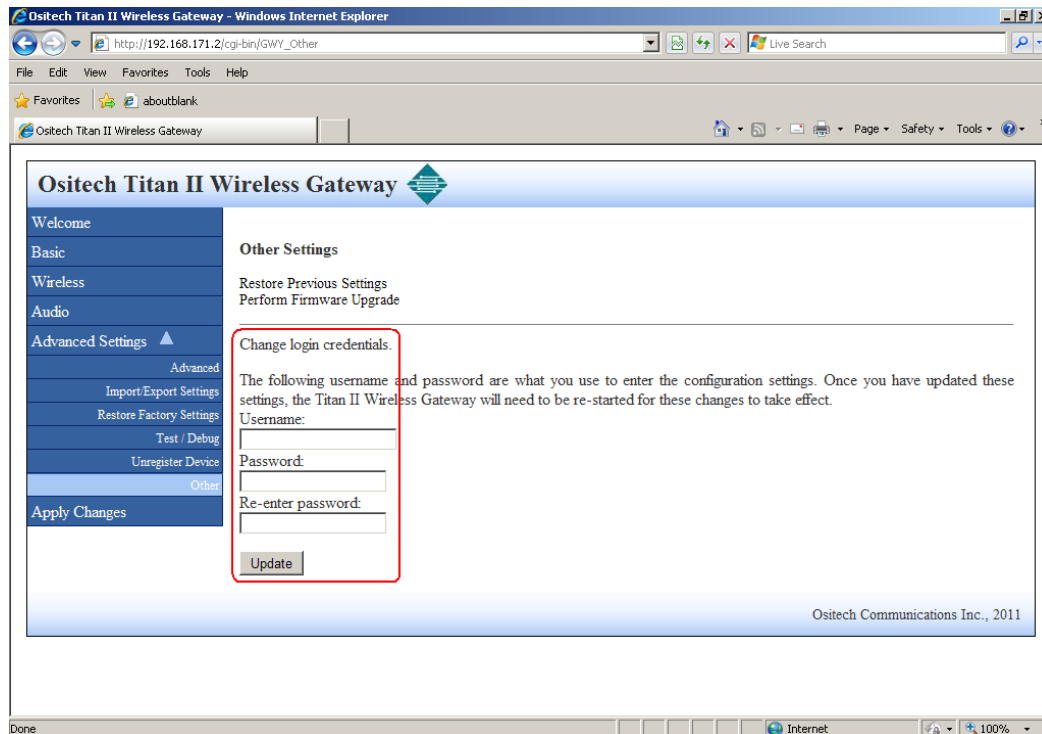 Ositech Titan II Wireless Gateway - Windows Internet Explorer
http://192.168.171.2/cgi-bin/GWY_Other
Live Search
File Edit View Favorites Tools Help
Favorites aboutblank
Ositech Titan II Wireless Gateway
Page Safety Tools
Ositech Titan II Wireless Gateway
Welcome
Basic
Wireless
Audio
Advanced Settings
Advanced
Import/Export Settings
Restore Factory Settings
Test / Debug
Unregister Device
Other
Apply Changes
Other Settings
Restore Previous Settings
Perform Firmware Upgrade
Change login credentials.
The following username and password are what you use to enter the configuration settings. Once you have updated these
settings, the Titan II Wireless Gateway will need to be re-started for these changes to take effect.
Username:
Password:
Re-enter password:
Update
Ositech Communications Inc., 2011
Done
Internet
100%